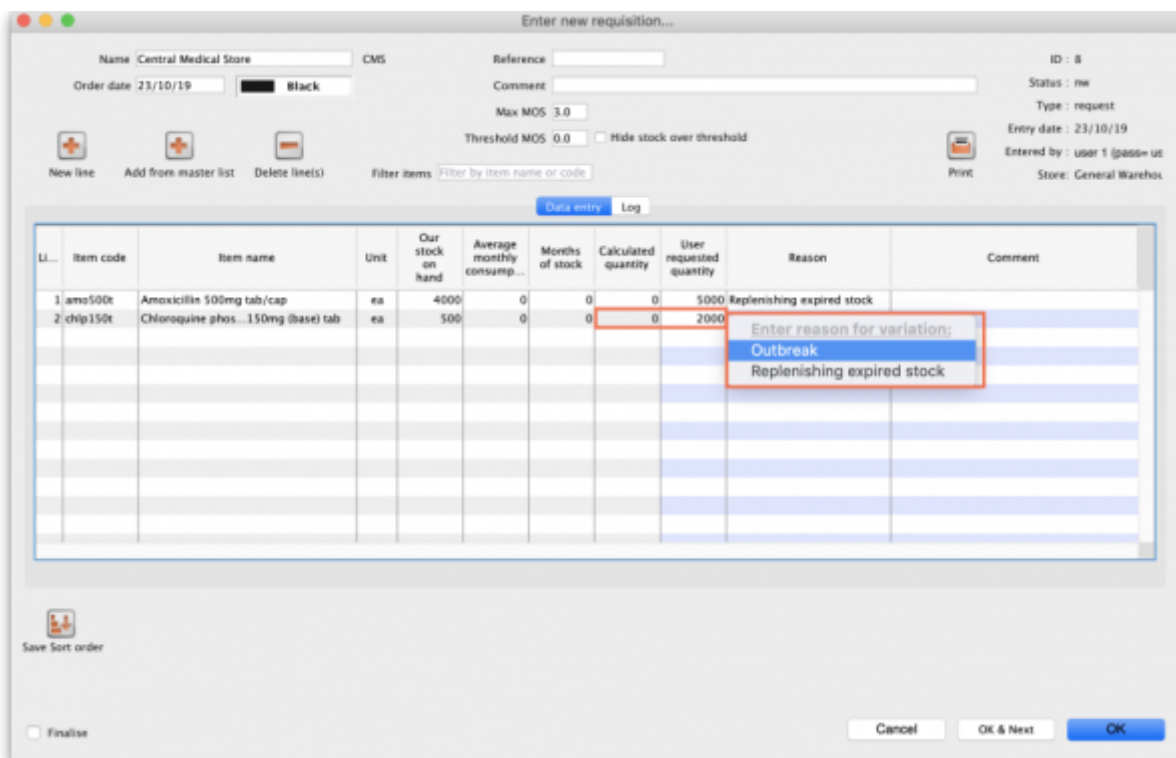 Enter new requisition...
Name Central Medical Store CMS Reference ID : 8
Order date 23/10/19 Black Comment Status : nw
Max MOS 3.0 Type : request
Threshold MOS 0.0 Hide stock over threshold Entry date : 23/10/19
Entered by : user 1 (pass= us
New line Add from master list Delete line(s) Filter items Filter by item name or code Print Store: General Warehou
Data entry Log
Li... Item code Item name Unit Our stock on hand Average monthly consump... Months of stock Calculated quantity User requested quantity Reason Comment
1 amo500t Amoxicillin 500mg tab/cap ea 4000 0 0 0 5000 Replenishing expired stock
2 chlp150t Chloroquine phos...150mg (base) tab ea 500 0 0 0 2000
Enter reason for variation:
Outbreak
Replenishing expired stock
Save Sort order
Finalise Cancel OK & Next OK